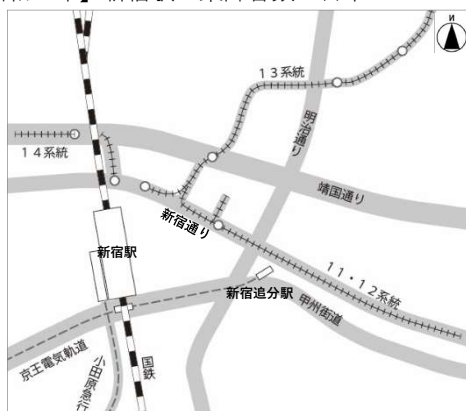 N
13系統
明治通り
14系統
靖国通り
新宿通り
新宿駅
11・12系統
新宿追分駅
甲州街道
京王電気軌道
小田原急行
国鉄